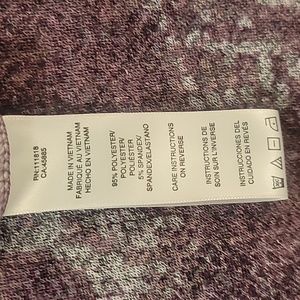 RN:111818
CA:45885
MADE IN VIETNAM
FABRIQUÉ AU VIETNAM
HECHO EN VIETNAM
95% POLYESTER/
POLYESTER/
POLIÉSTER
5% SPANDEX/
SPANDEX/ELASTANO
CARE INSTRUCTIONS
ON REVERSE
INSTRUCTIONS DE
SOIN SUR L'INVERSE
INSTRUCCIONES DEL
CUIDADO EN REVÉS